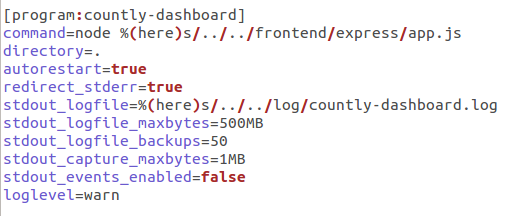 [program:countly-dashboard]
command=node %(here)s/../../frontend/express/app.js
directory=.
autorestart=true
redirect_stderr=true
stdout_logfile=%(here)s/../../log/countly-dashboard.log
stdout_logfile_maxbytes=500MB
stdout_logfile_backups=50
stdout_capture_maxbytes=1MB
stdout_events_enabled=false
loglevel=warn